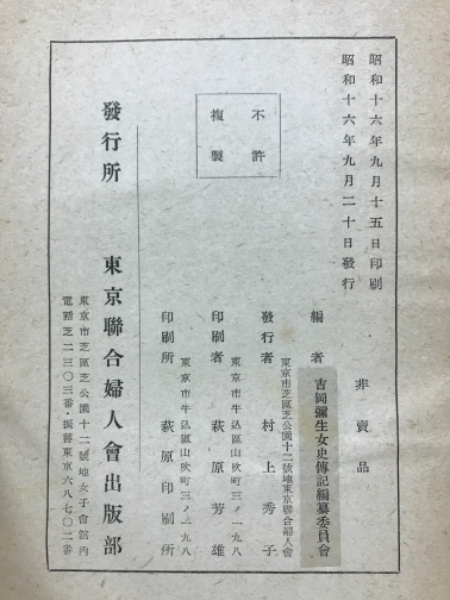 昭和十六年九月十五日印刷
昭和十六年九月二十日發行
非賣品
不許
複製
編者 吉岡彌生女史傳記編纂委員會
東京市芝區芝公園十二號地東京聯合婦人會
發行者 村上秀子
東京市牛込區山吹町三ノ一九八
印刷者 萩原芳雄
東京市牛込區山吹町三ノ一九八
印刷所 萩原印刷所
發行所 東京聯合婦人會出版部
東京市芝區芝公園十二號地女子會館內
電話芝二三〇三番・振替東京六八七〇二番